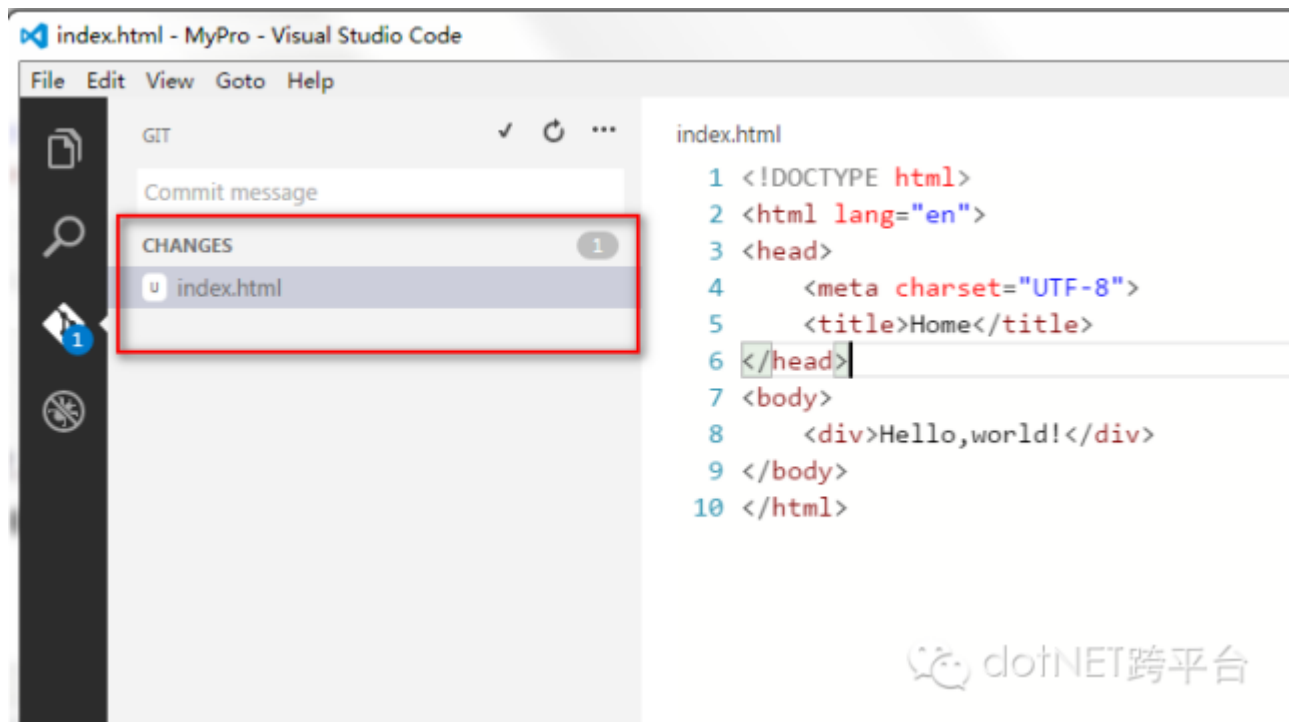 index.html - MyPro - Visual Studio Code
File Edit View Goto Help
GIT
Commit message
CHANGES 1
U index.html
1
index.html
1 <!DOCTYPE html>
2 <html lang="en">
3 <head>
4     <meta charset="UTF-8">
5     <title>Home</title>
6 </head>
7 <body>
8     <div>Hello,world!</div>
9 </body>
10 </html>
dotNET跨平台